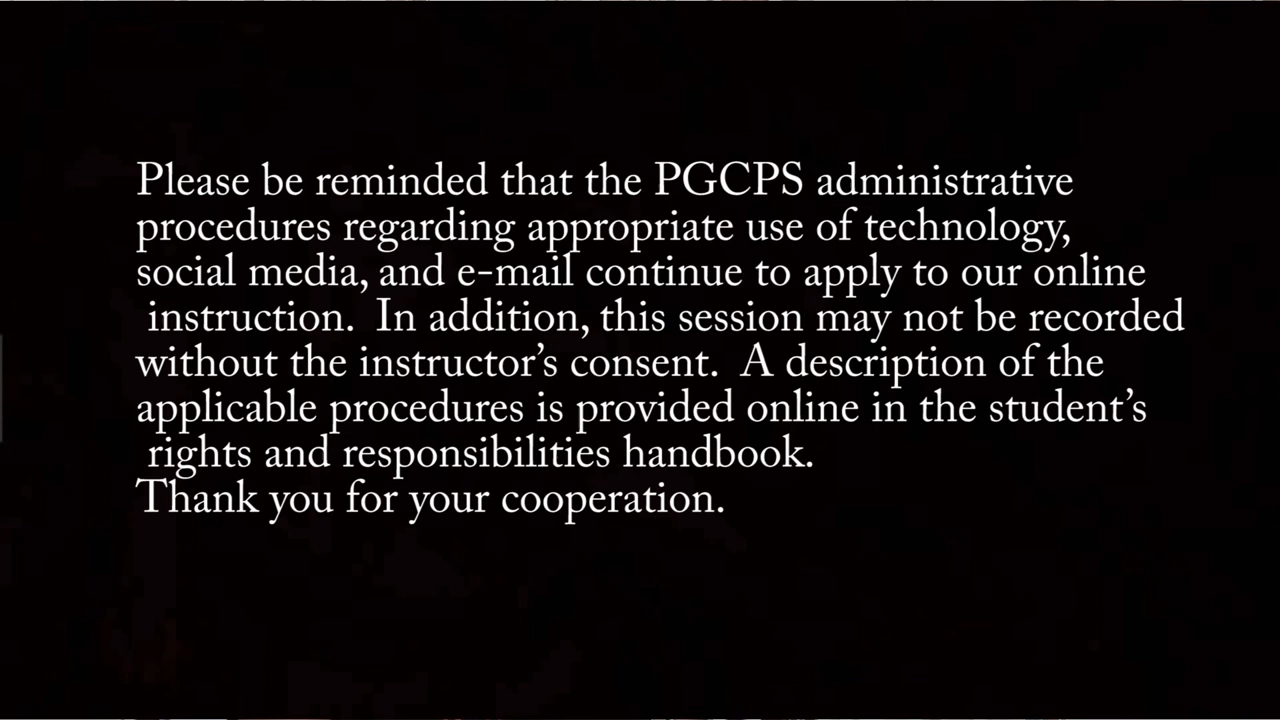 Please be reminded that the PGCPS administrative
procedures regarding appropriate use of technology,
social media, and e-mail continue to apply to our online
instruction.  In addition, this session may not be recorded
without the instructor’s consent.  A description of the
applicable procedures is provided online in the student’s
rights and responsibilities handbook.
Thank you for your cooperation.